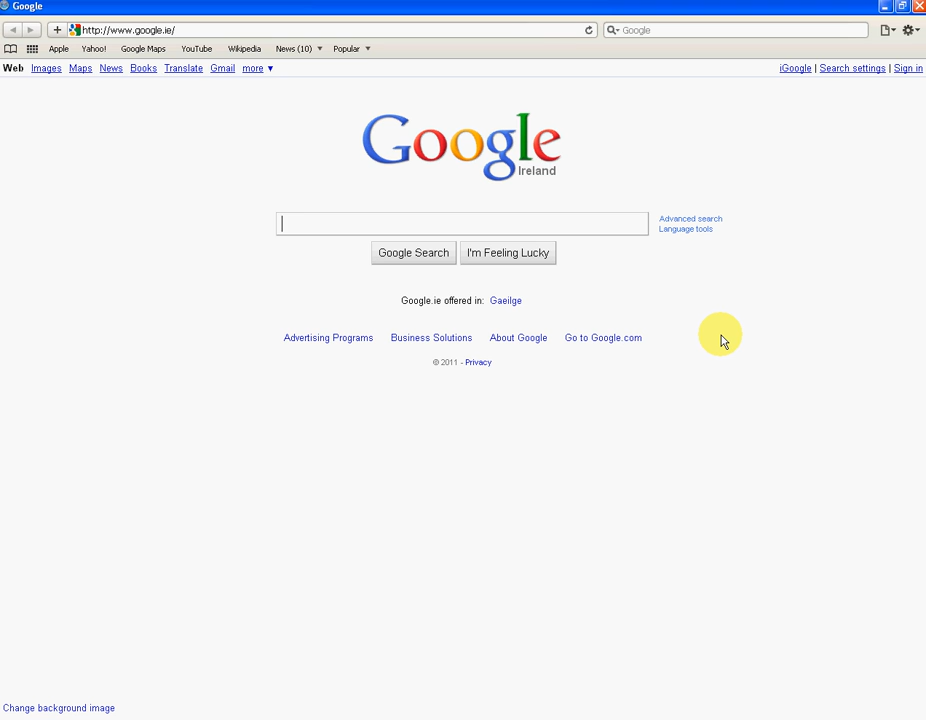 Google
http://www.google.ie/
Google
Apple Yahoo! Google Maps YouTube Wikipedia News (10) Popular
Web Images Maps News Books Translate Gmail more
iGoogle | Search settings | Sign in
Google
Ireland
Advanced search
Language tools
Google Search I'm Feeling Lucky
Google.ie offered in: Gaeilge
Advertising Programs Business Solutions About Google Go to Google.com
© 2011 - Privacy
Change background image